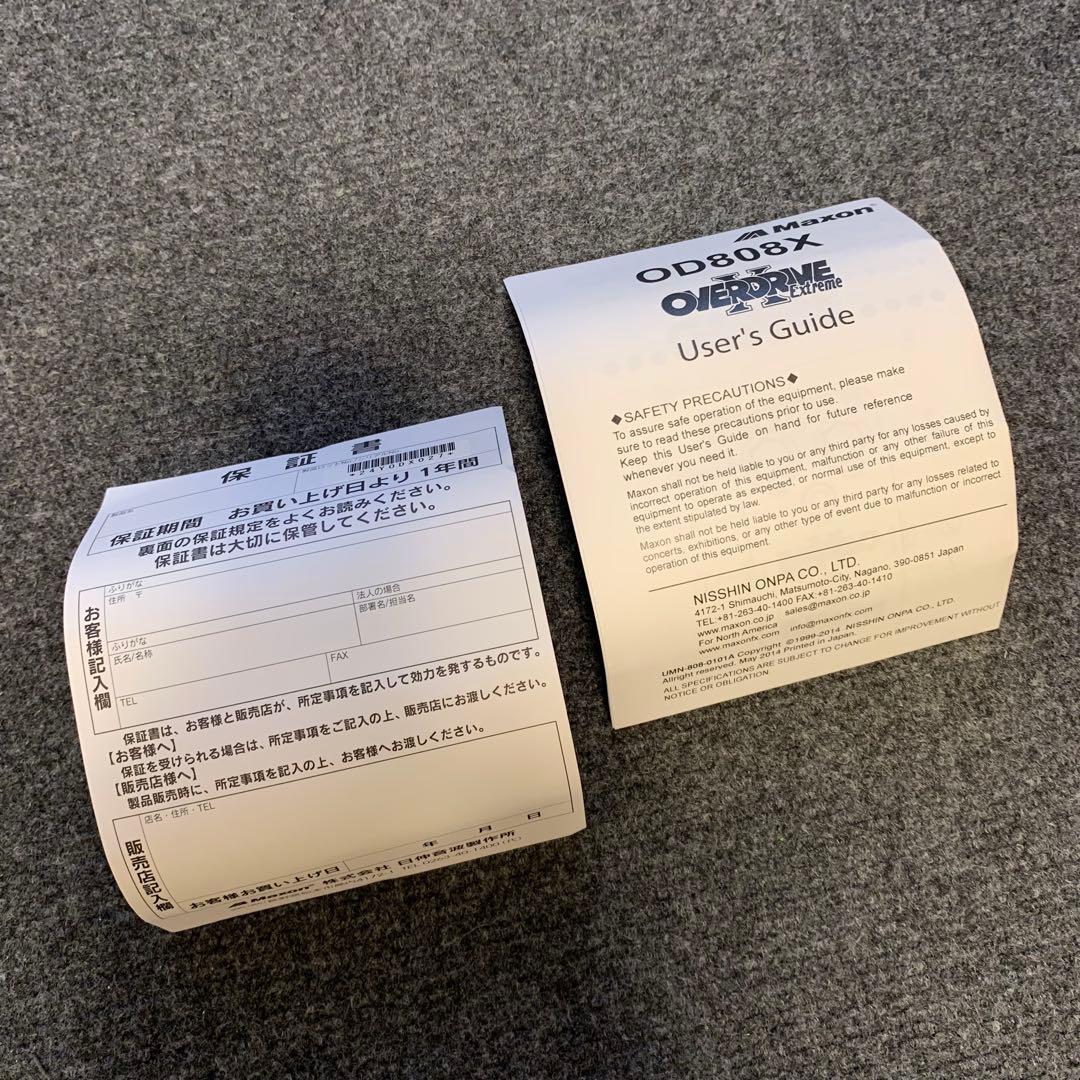 保証書
*24Y0DX027*
保証期間 お買い上げ日より 1年間
裏面の保証規定をよくお読みください。
保証書は大切に保管してください。
お客様記入欄
ふりがな
住所 〒
法人の場合
部署名/担当名
ふりがな
氏名/名称
TEL
FAX
保証書は、お客様と販売店が、所定事項を記入して効力を発するものです。
【お客様へ】
保証を受けられる場合は、所定事項をご記入の上、販売店にお渡しください。
【販売店様へ】
製品販売時に、所定事項を記入の上、お客様へお渡しください。
販売店記入欄
店名・住所・TEL
お客様お買い上げ日 年 月 日
Maxon 株式会社 日伸音波製作所
4172-1 TEL 0263-40-1400 (代)
Maxon™
OD808X
OVERDRIVE X Extreme
User's Guide
◆SAFETY PRECAUTIONS◆
To assure safe operation of the equipment, please make
sure to read these precautions prior to use.
Keep this User's Guide on hand for future reference
whenever you need it.
Maxon shall not be held liable to you or any third party for any losses caused by
incorrect operation of this equipment, malfunction or any other failure of this
equipment to operate as expected, or normal use of this equipment, except to
the extent stipulated by law.
Maxon shall not be held liable to you or any third party for any losses related to
concerts, exhibitions, or any other type of event due to malfunction or incorrect
operation of this equipment.
NISSHIN ONPA CO., LTD.
4172-1 Shimauchi, Matsumoto-City, Nagano, 390-0851 Japan
TEL:+81-263-40-1400 FAX:+81-263-40-1410
www.maxon.co.jp sales@maxon.co.jp
For North America
www.maxonfx.com info@maxonfx.com
UMN-808-0101A Copyright ©1999-2014 NISSHIN ONPA CO., LTD.
Allright reserved. May 2014 Printed in Japan.
ALL SPECIFICATIONS ARE SUBJECT TO CHANGE FOR IMPROVEMENT WITHOUT
NOTICE OR OBLIGATION.